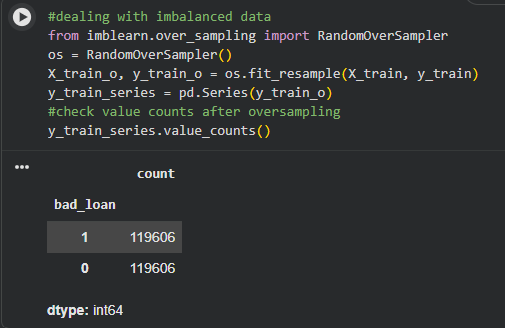 #dealing with imbalanced data
from imblearn.over_sampling import RandomOverSampler
os = RandomOverSampler()
X_train_o, y_train_o = os.fit_resample(X_train, y_train)
y_train_series = pd.Series(y_train_o)
#check value counts after oversampling
y_train_series.value_counts()
count
bad_loan
1 119606
0 119606
dtype: int64